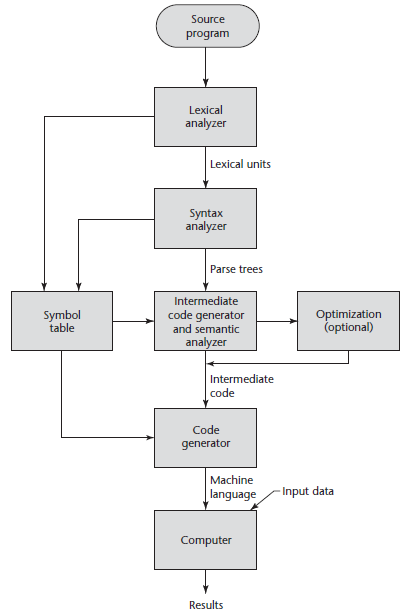 Source
program
Lexical
analyzer
Lexical units
Syntax
analyzer
Parse trees
Symbol
table
Intermediate
code generator
and semantic
analyzer
Optimization
(optional)
Intermediate
code
Code
generator
Machine
language
Input data
Computer
Results